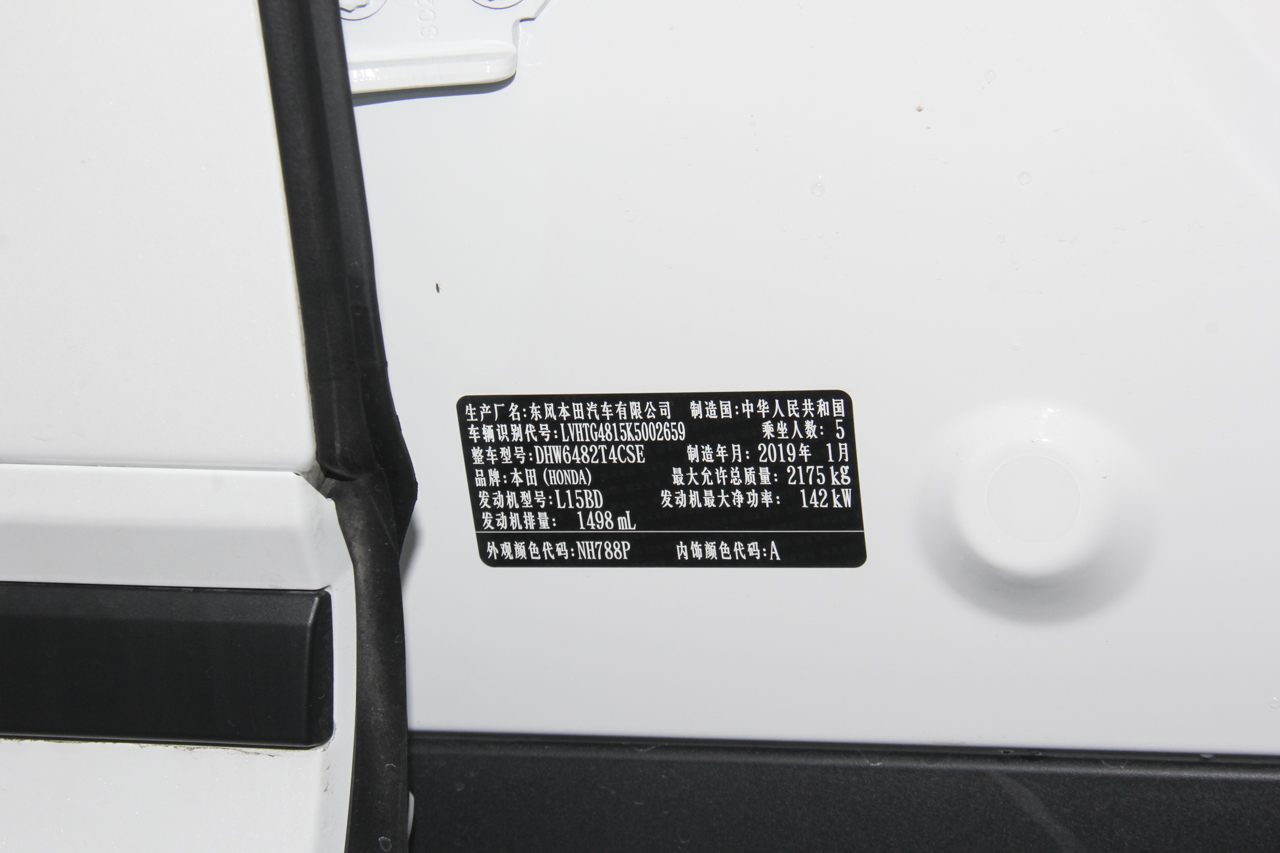 生产厂名:东风本田汽车有限公司 制造国:中华人民共和国
车辆识别代号:LVHTG4815K5002659 乘坐人数: 5
整车型号:DHW6482T4CSE 制造年月: 2019年 1月
品牌:本田 (HONDA) 最大允许总质量: 2175 kg
发动机型号:L15BD 发动机最大净功率: 142 kW
发动机排量: 1498 mL
外观颜色代码:NH788P 内饰颜色代码:A